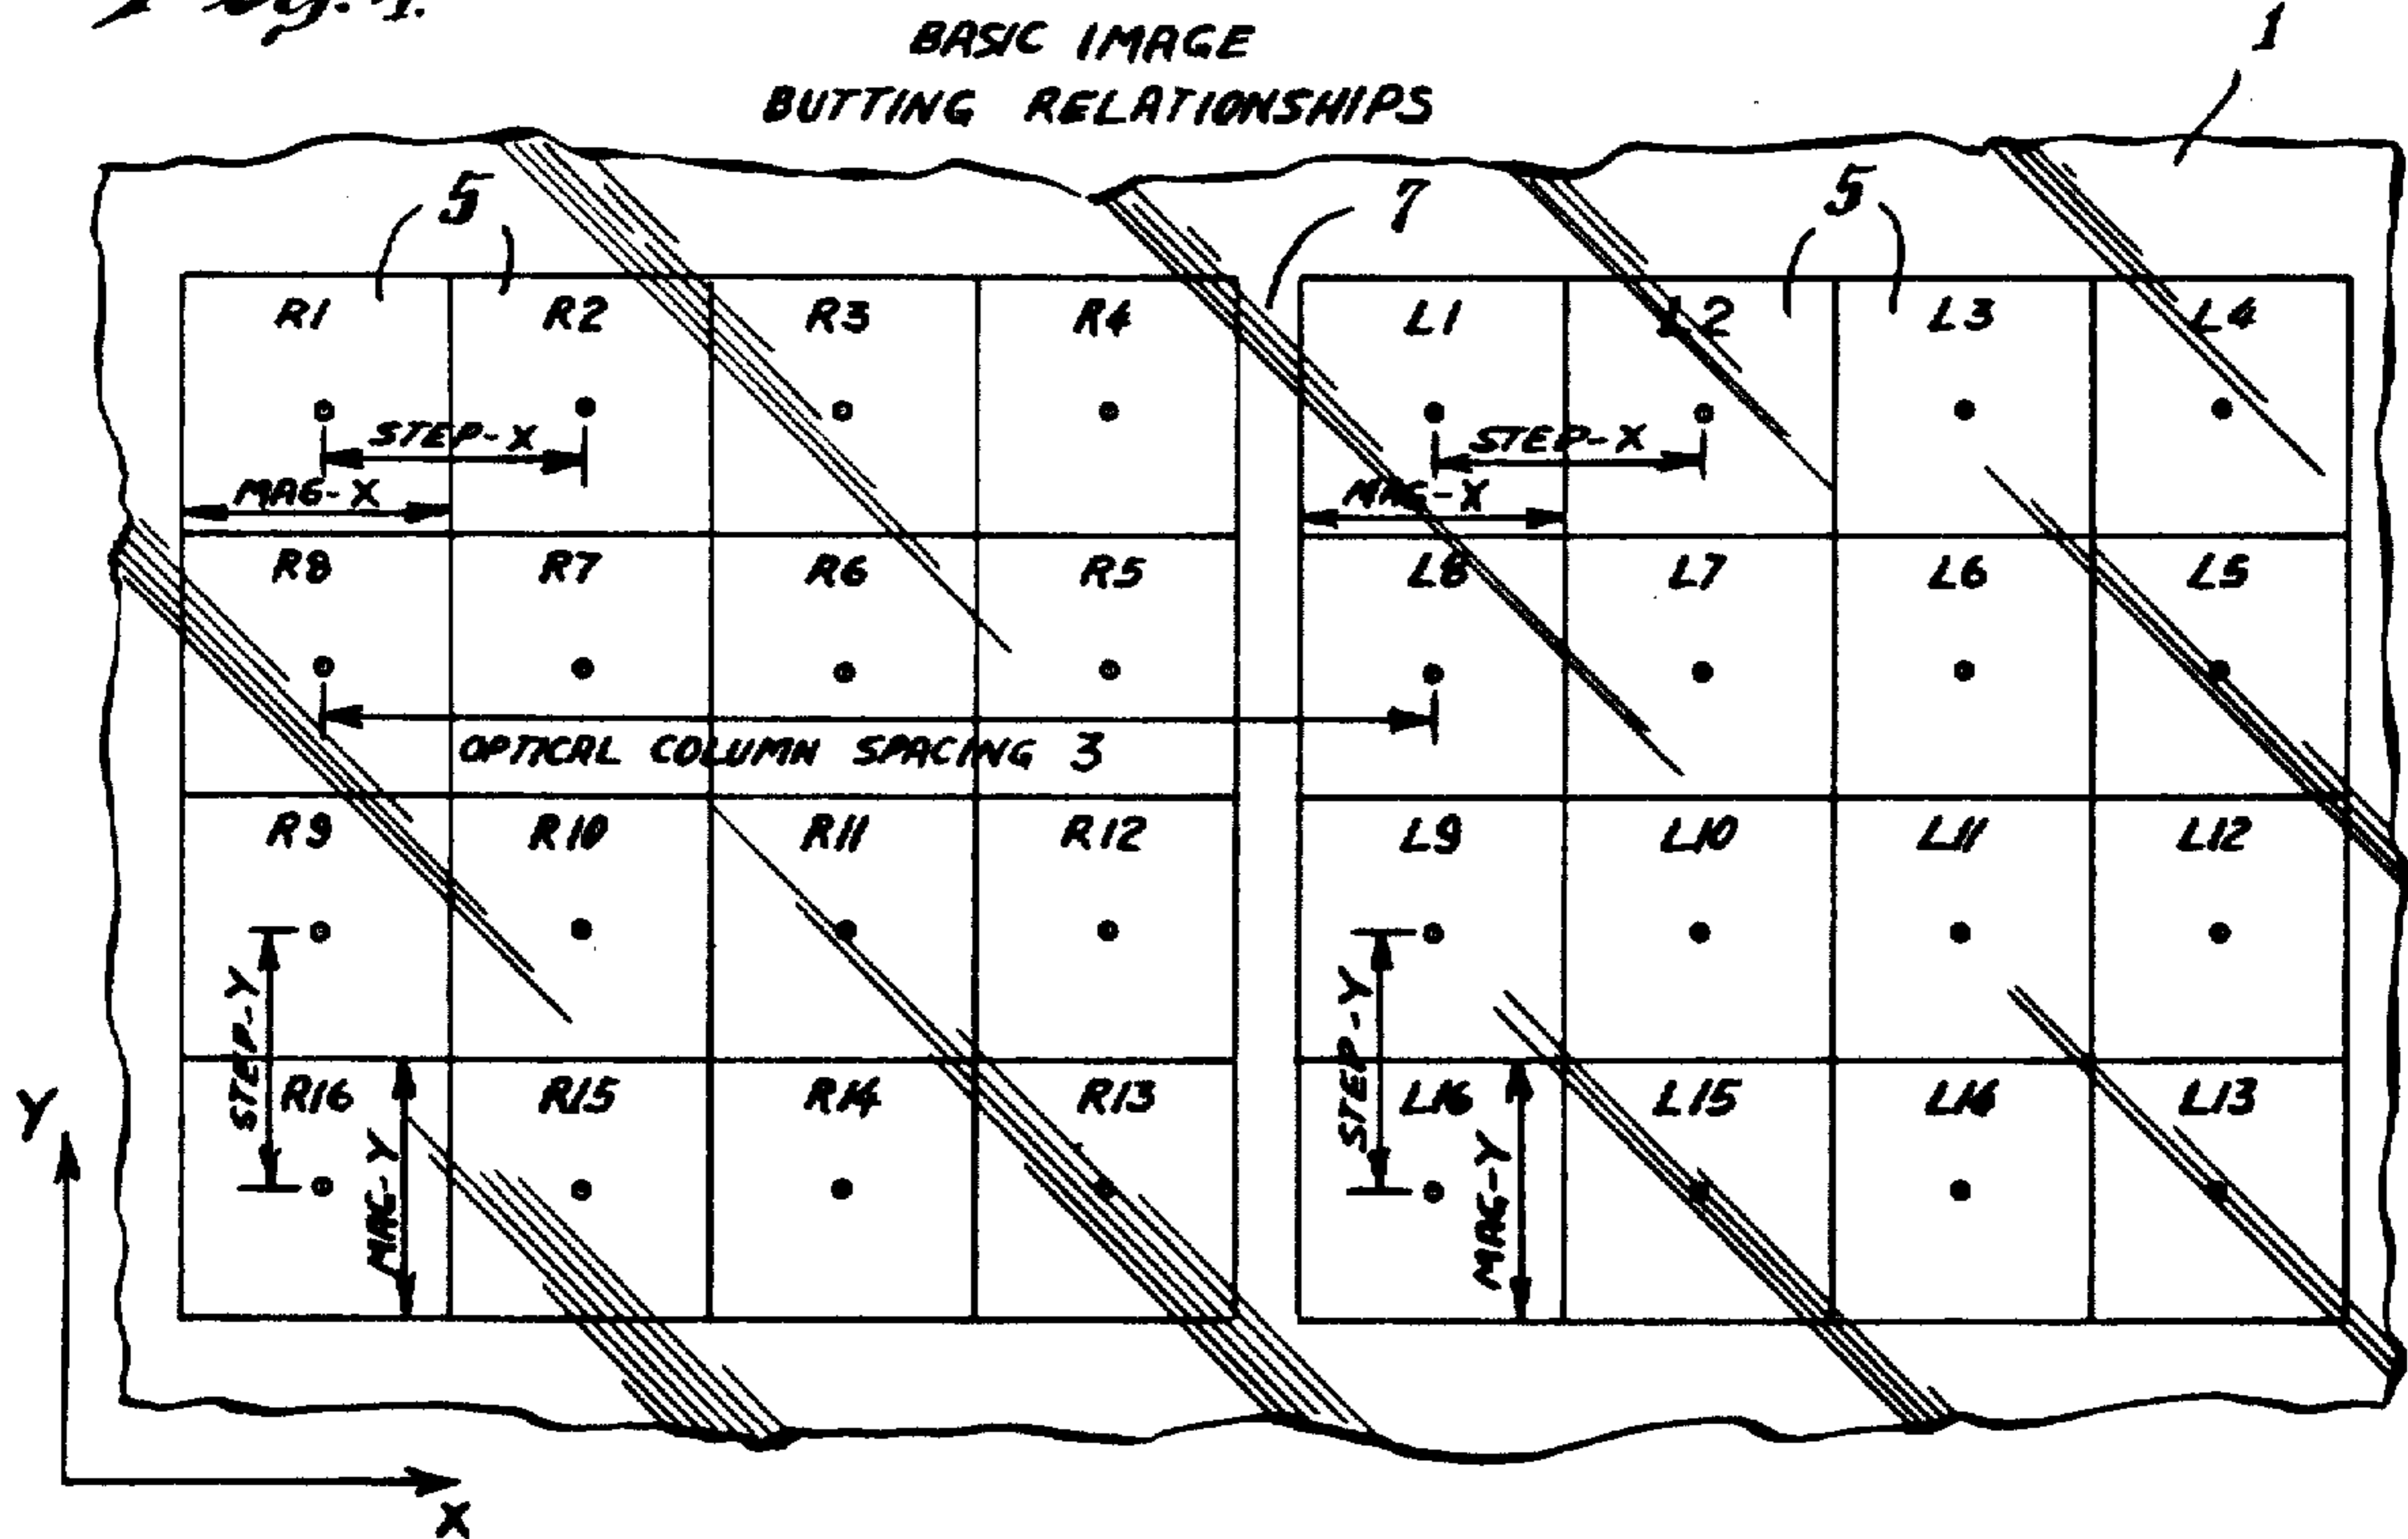 BASIC IMAGE
BUTTING RELATIONSHIPS
1
5 7 5
R1 R2 R3 R4 L1 L2 L3 L4
STEP-X STEP-X
MAG-X MAG-X
R8 R7 R6 R5 L8 L7 L6 L5
OPTICAL COLUMN SPACING 3
R9 R10 R11 R12 L9 L10 L11 L12
STEP-Y STEP-Y
R16 R15 R14 R13 L16 L15 L14 L13
MAG-Y MAG-Y
Y
X